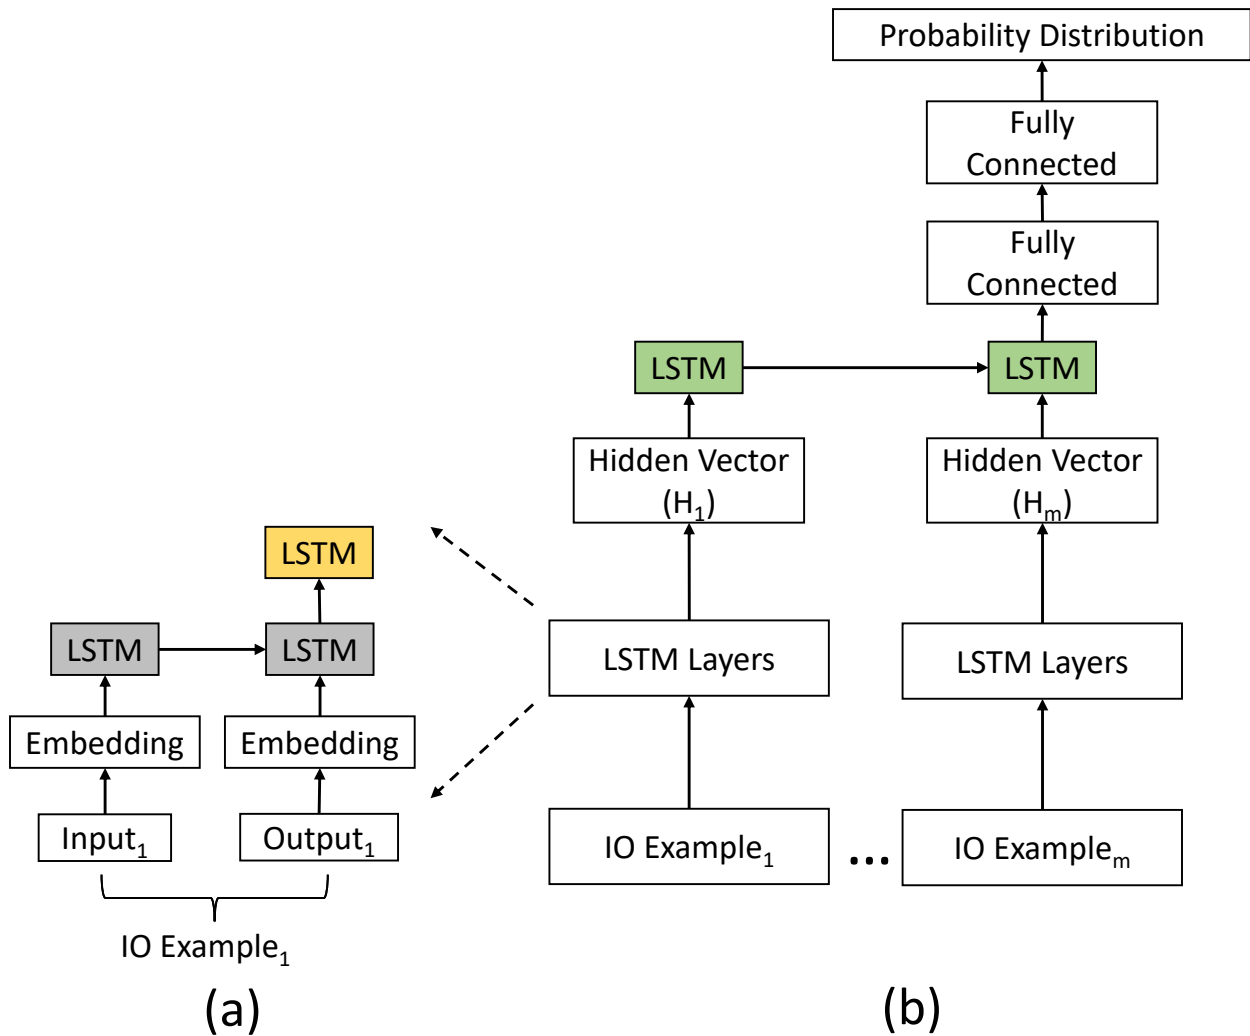 Probability Distribution
Fully
Connected
Fully
Connected
LSTM
LSTM
Hidden Vector
(H₁)
Hidden Vector
(Hₘ)
LSTM
LSTM
LSTM
LSTM Layers
LSTM Layers
Embedding
Embedding
Input₁
Output₁
IO Example₁
...
IO Exampleₘ
IO Example₁
(a)
(b)